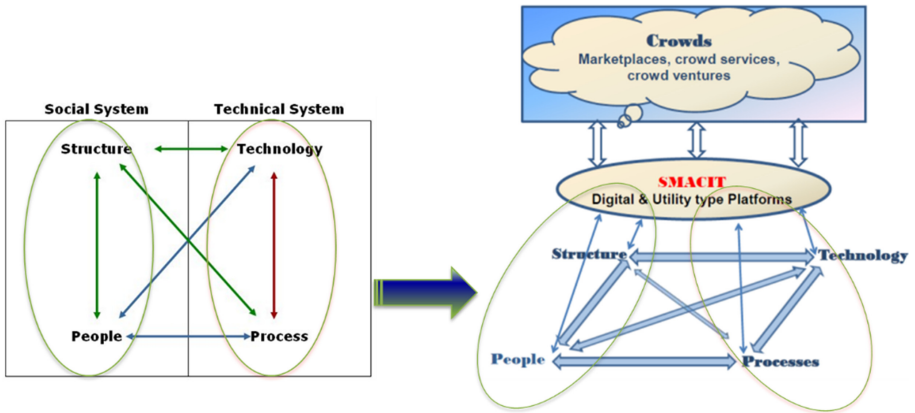 Social System
Technical System
Structure
Technology
People
Process
Crowds
Marketplaces, crowd services,
crowd ventures
SMACIT
Digital & Utility type Platforms
Structure
Technology
People
Processes